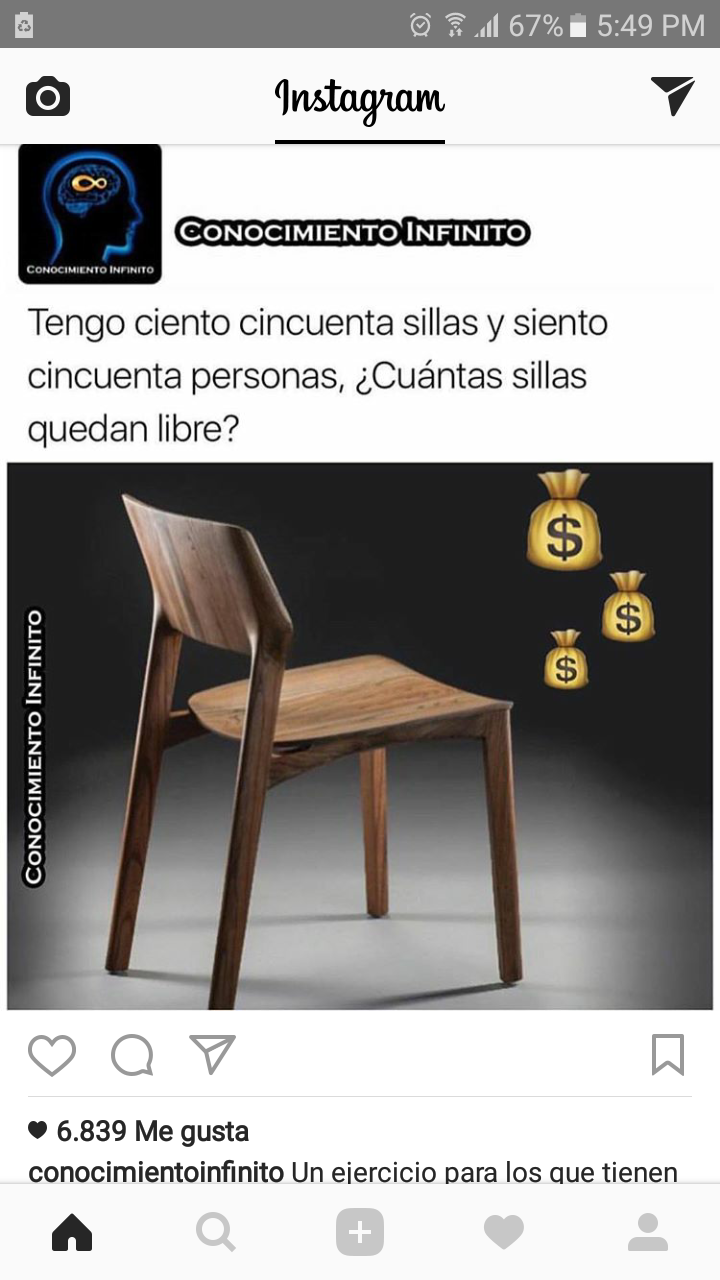 67% 5:49 PM
Instagram
CONOCIMIENTO INFINITO
CONOCIMIENTO INFINITO
Tengo ciento cincuenta sillas y siento
cincuenta personas, ¿Cuántas sillas
quedan libre?
$
$
$
CONOCIMIENTO INFINITO
6.839 Me gusta
conocimientoinfinito Un ejercicio para los que tienen